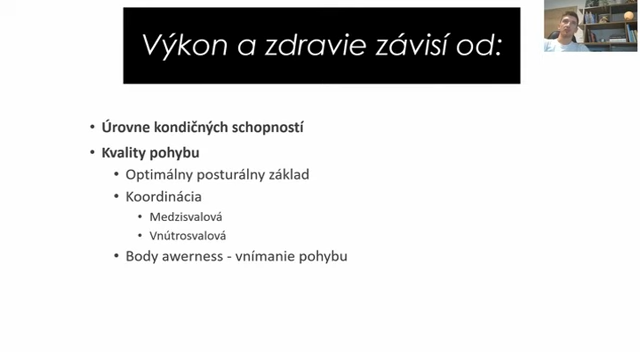 Výkon a zdravie závisí od:
• Úrovne kondičných schopností
• Kvality pohybu
• Optimálny posturálny základ
• Koordinácia
• Medzisvalová
• Vnútrosvalová
• Body awerness - vnímanie pohybu